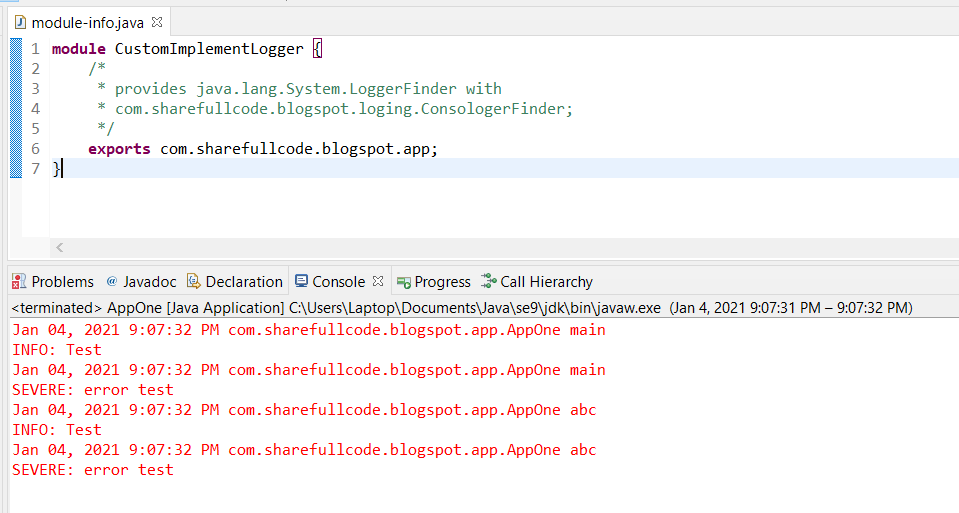 module-info.java
1 module CustomImplementLogger {
2 /*
3 * provides java.lang.System.LoggerFinder with
4 * com.sharefullcode.blogspot.loging.ConsologerFinder;
5 */
6 exports com.sharefullcode.blogspot.app;
7 }
Problems @ Javadoc Declaration Console Progress Call Hierarchy
<terminated> AppOne [Java Application] C:\Users\Laptop\Documents\Java\se9\jdk\bin\javaw.exe (Jan 4, 2021 9:07:31 PM – 9:07:32 PM)
Jan 04, 2021 9:07:32 PM com.sharefullcode.blogspot.app.AppOne main
INFO: Test
Jan 04, 2021 9:07:32 PM com.sharefullcode.blogspot.app.AppOne main
SEVERE: error test
Jan 04, 2021 9:07:32 PM com.sharefullcode.blogspot.app.AppOne abc
INFO: Test
Jan 04, 2021 9:07:32 PM com.sharefullcode.blogspot.app.AppOne abc
SEVERE: error test